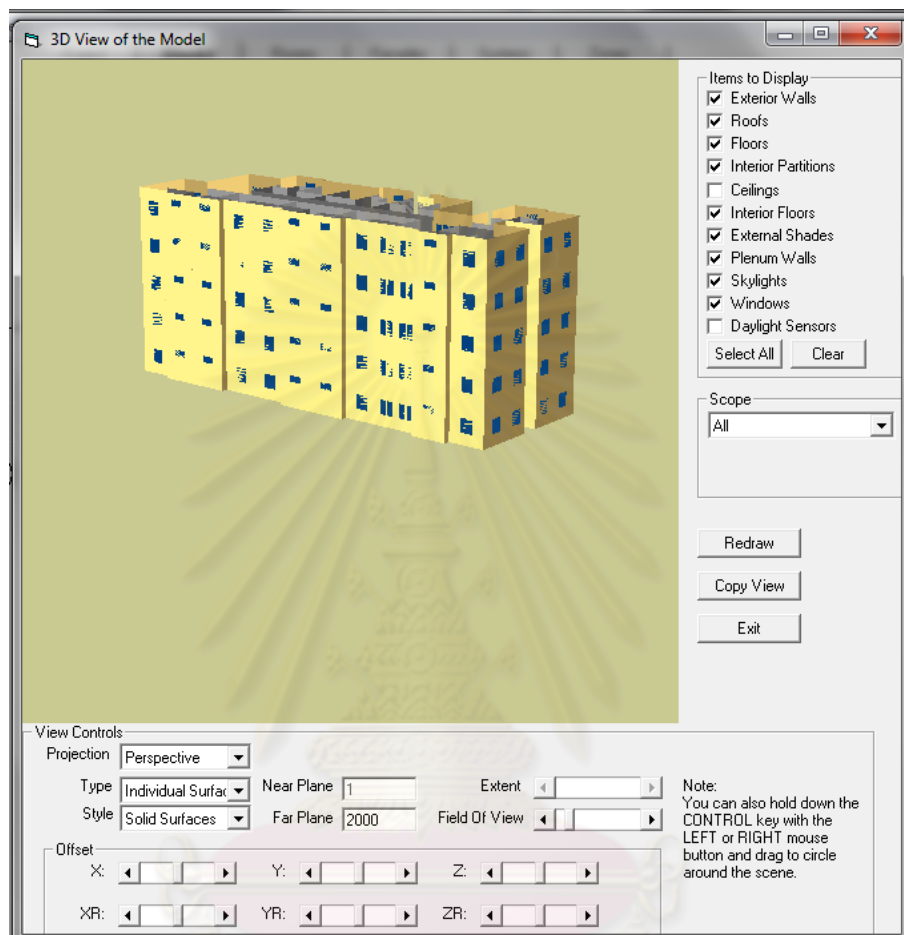 3D View of the Model
Items to Display
Exterior Walls
Roofs
Floors
Interior Partitions
Ceilings
Interior Floors
External Shades
Plenum Walls
Skylights
Windows
Daylight Sensors
Select All Clear
Scope
All
Redraw
Copy View
Exit
View Controls
Projection Perspective
Type Individual Surfac Near Plane 1 Extent
Style Solid Surfaces Far Plane 2000 Field Of View
Note:
You can also hold down the
CONTROL key with the
LEFT or RIGHT mouse
button and drag to circle
around the scene.
Offset
X: Y: Z:
XR: YR: ZR: